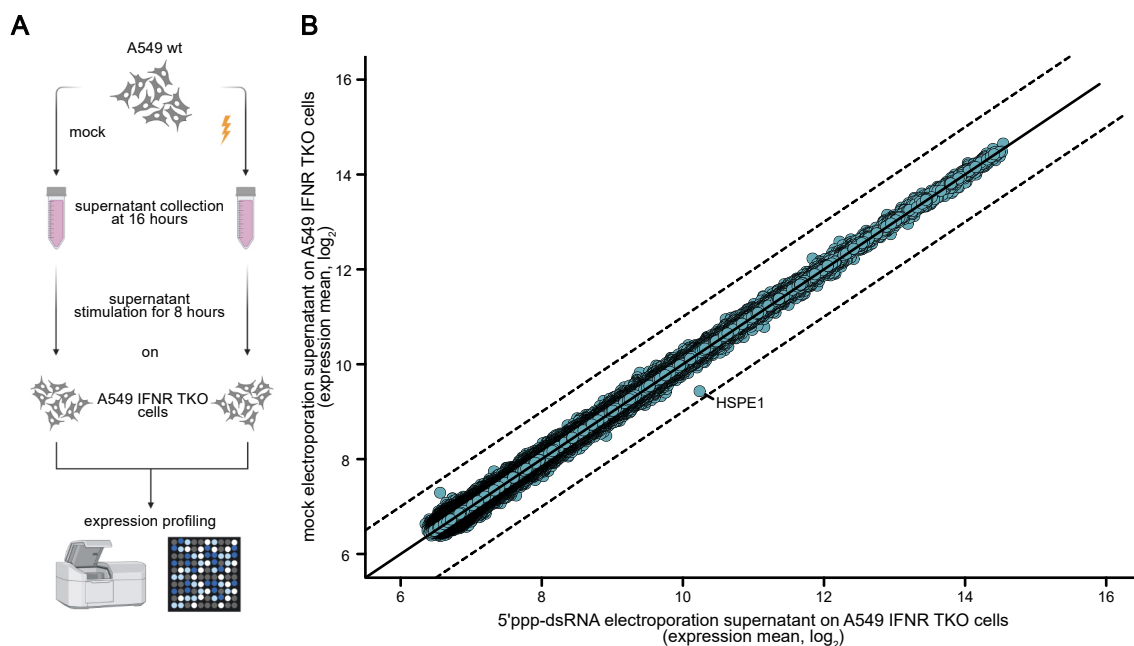 A
A549 wt
mock
supernatant collection
at 16 hours
supernatant
stimulation for 8 hours
on
A549 IFNR TKO
cells
expression profiling
B
mock electroporation supernatant on A549 IFNR TKO cells
(expression mean, log₂)
16
14
12
10
8
6
HSPE1
6
8
10
12
14
16
5'ppp-dsRNA electroporation supernatant on A549 IFNR TKO cells
(expression mean, log₂)